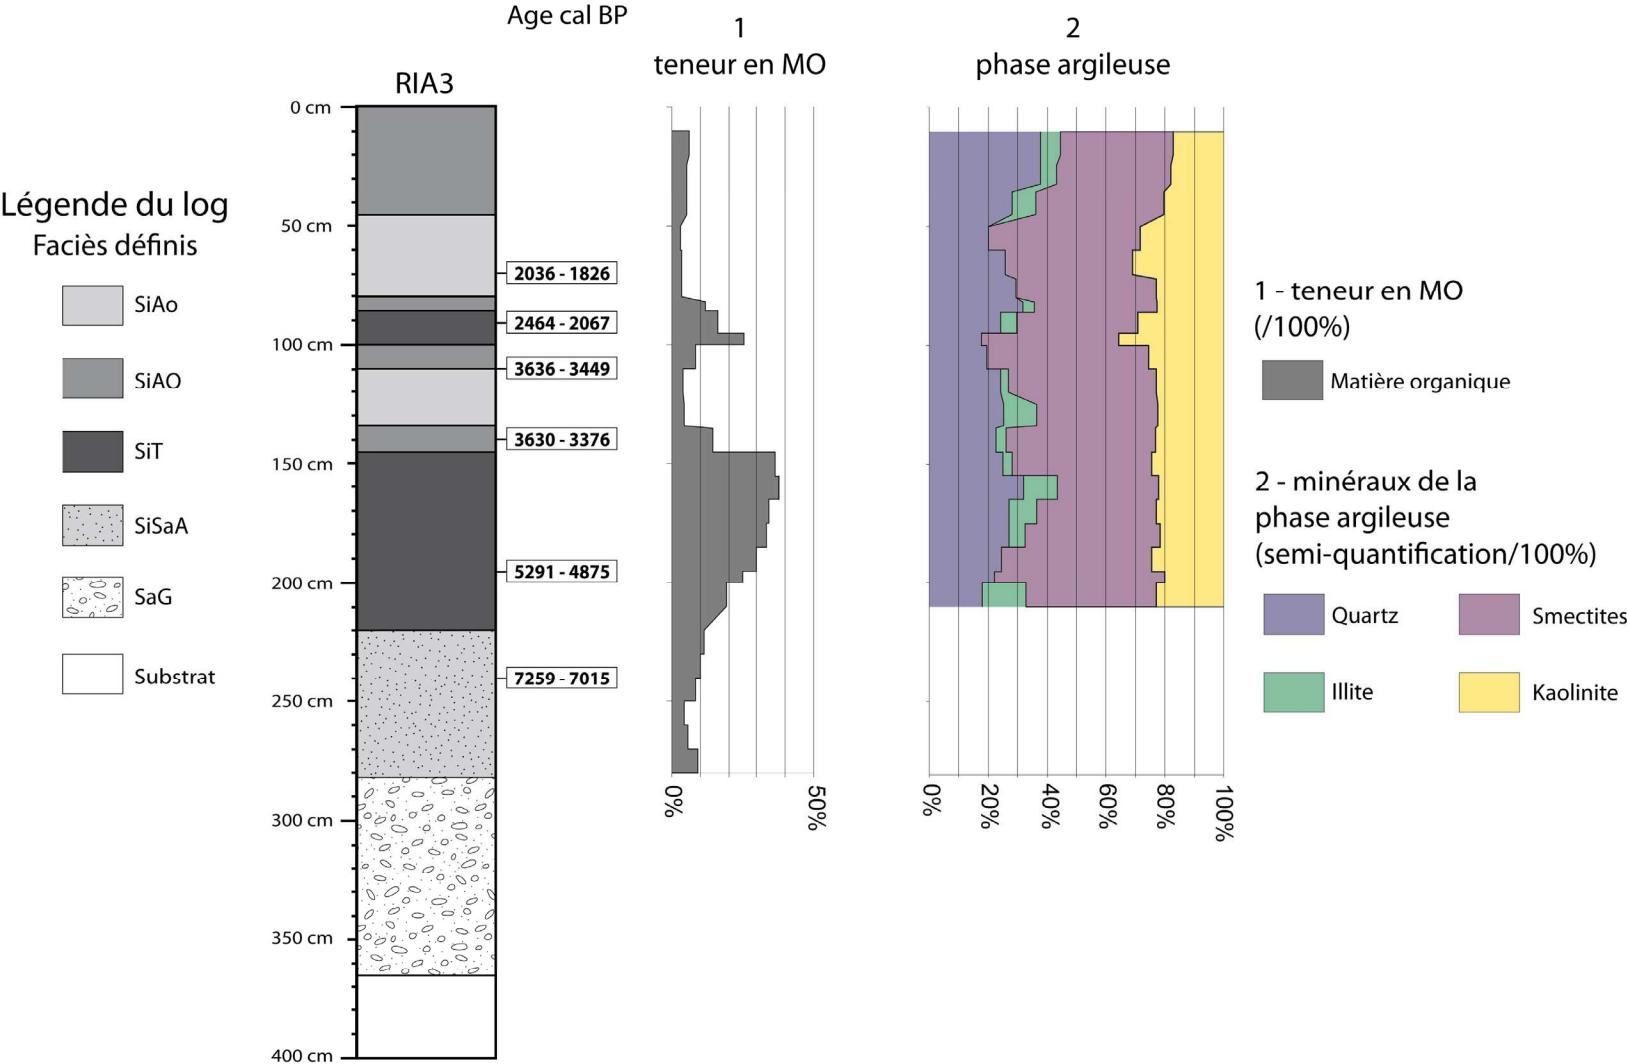 Age cal BP
1
teneur en MO
2
phase argileuse
RIA3
0 cm
50 cm
100 cm
150 cm
200 cm
250 cm
300 cm
350 cm
400 cm
Légende du log
Faciès définis
SiAo
SiAO
SiT
SiSaA
SaG
Substrat
2036 - 1826
2464 - 2067
3636 - 3449
3630 - 3376
5291 - 4875
7259 - 7015
0%
50%
0%
20%
40%
60%
80%
100%
1 - teneur en MO
(/100%)
Matière organique
2 - minéraux de la
phase argileuse
(semi-quantification/100%)
Quartz
Smectites
Illite
Kaolinite